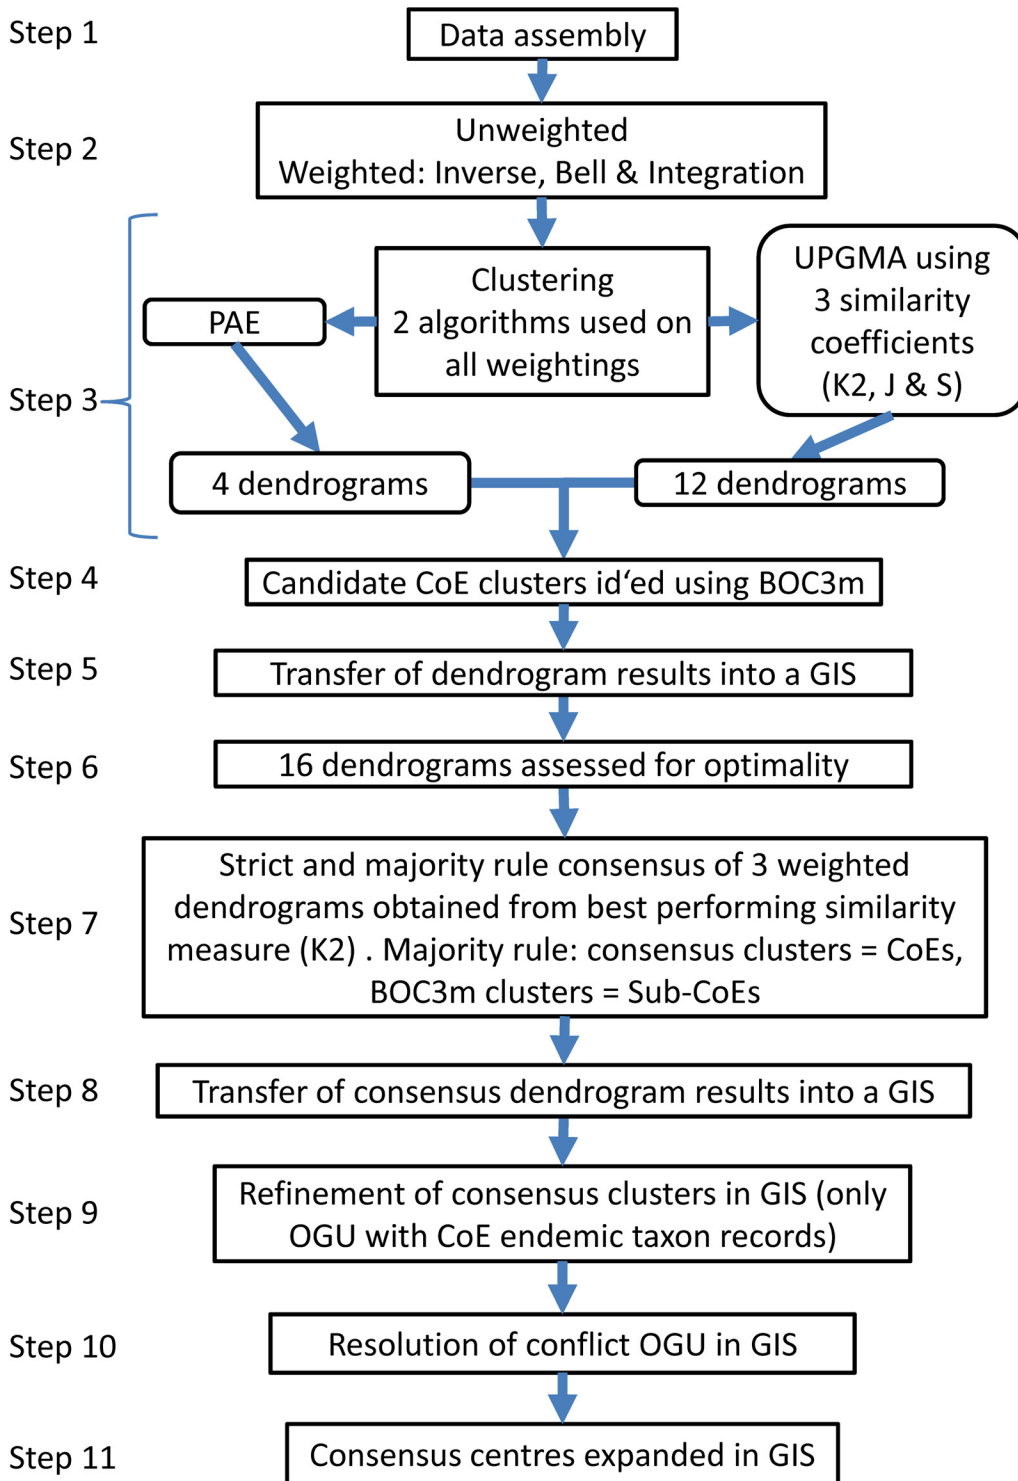 Step 1
Data assembly
Step 2
Unweighted
Weighted: Inverse, Bell & Integration
Step 3
Clustering
2 algorithms used on
all weightings
PAE
UPGMA using
3 similarity
coefficients
(K2, J & S)
4 dendrograms
12 dendrograms
Step 4
Candidate CoE clusters id‘ed using BOC3m
Step 5
Transfer of dendrogram results into a GIS
Step 6
16 dendrograms assessed for optimality
Step 7
Strict and majority rule consensus of 3 weighted
dendrograms obtained from best performing similarity
measure (K2) . Majority rule: consensus clusters = CoEs,
BOC3m clusters = Sub-CoEs
Step 8
Transfer of consensus dendrogram results into a GIS
Step 9
Refinement of consensus clusters in GIS (only
OGU with CoE endemic taxon records)
Step 10
Resolution of conflict OGU in GIS
Step 11
Consensus centres expanded in GIS